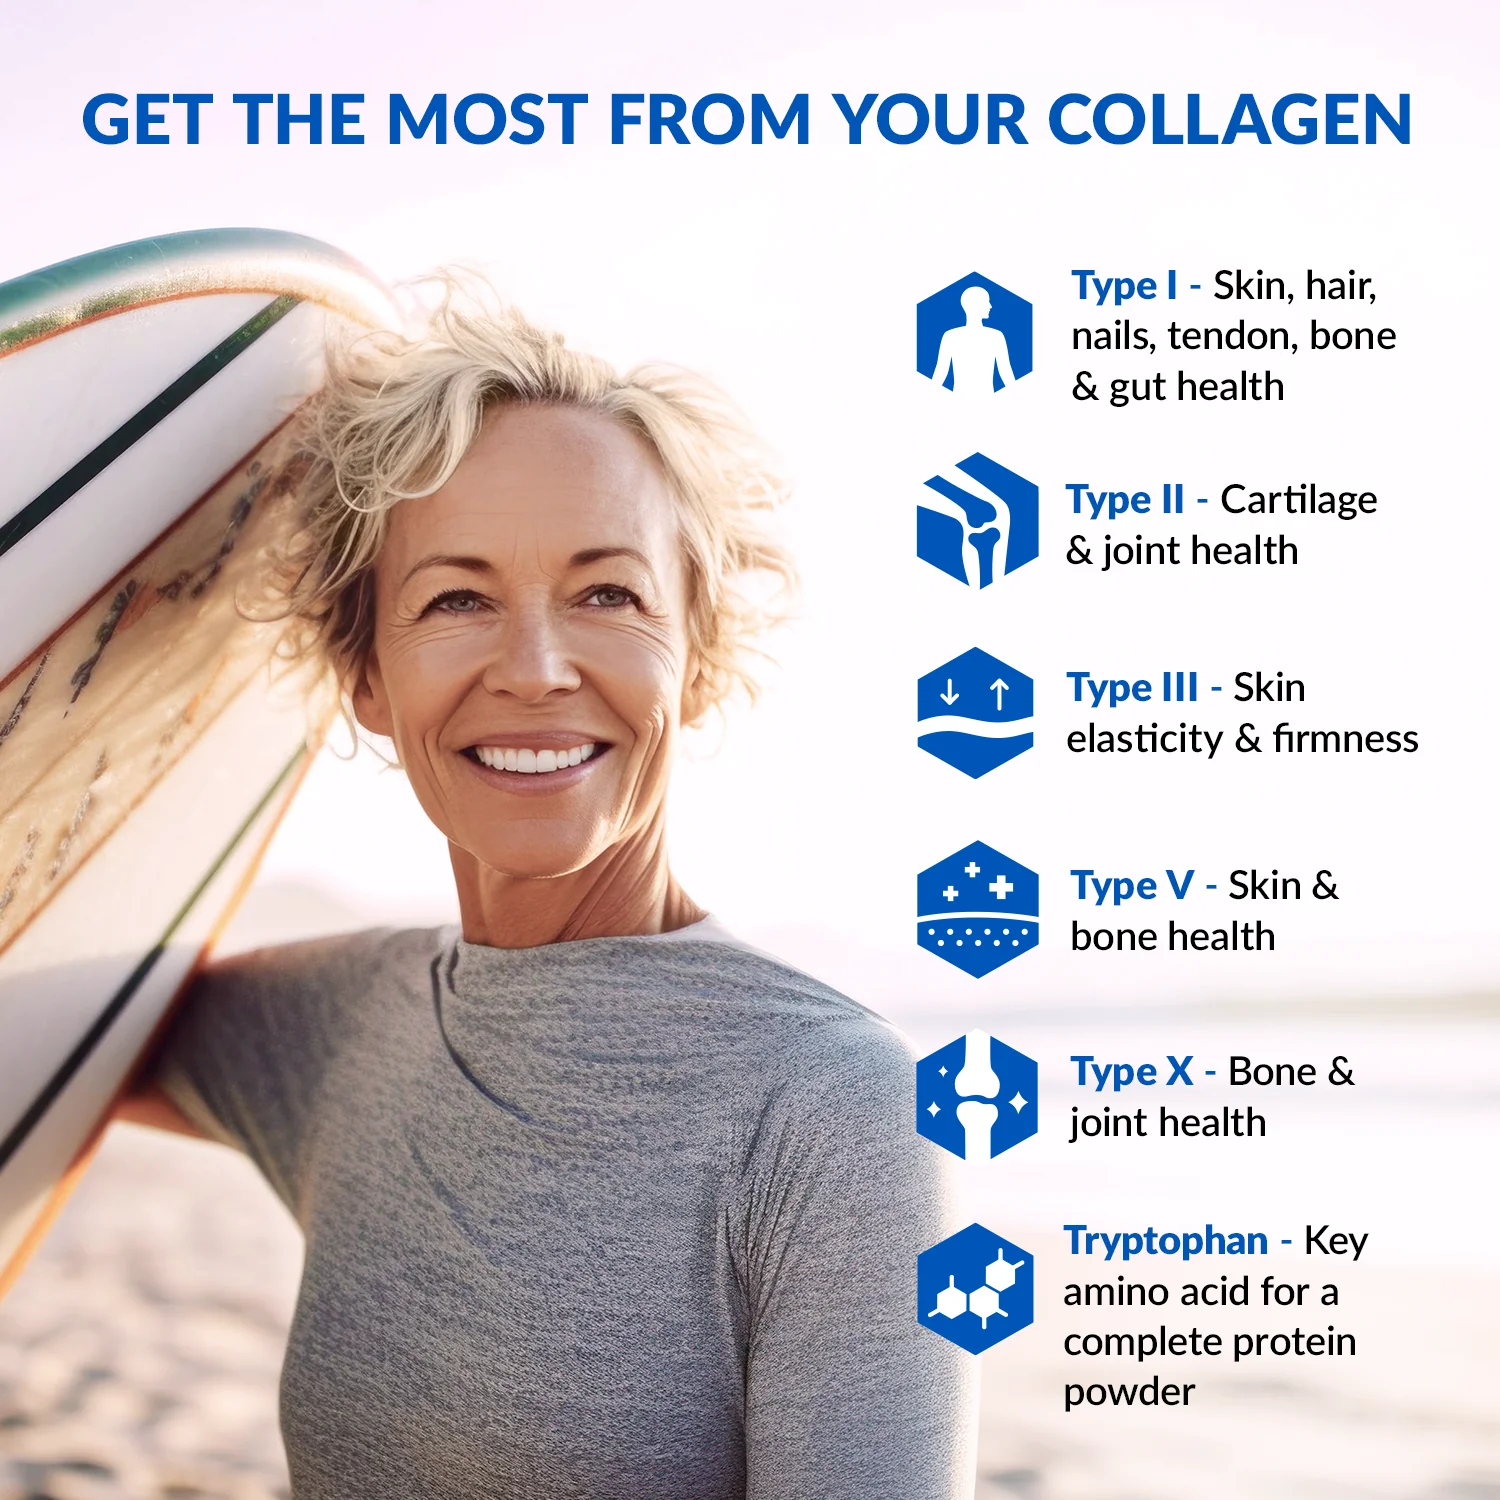 GET THE MOST FROM YOUR COLLAGEN
Type I - Skin, hair,
nails, tendon, bone
& gut health
Type II - Cartilage
& joint health
Type III - Skin
elasticity & firmness
Type V - Skin &
bone health
Type X - Bone &
joint health
Tryptophan - Key
amino acid for a
complete protein
powder